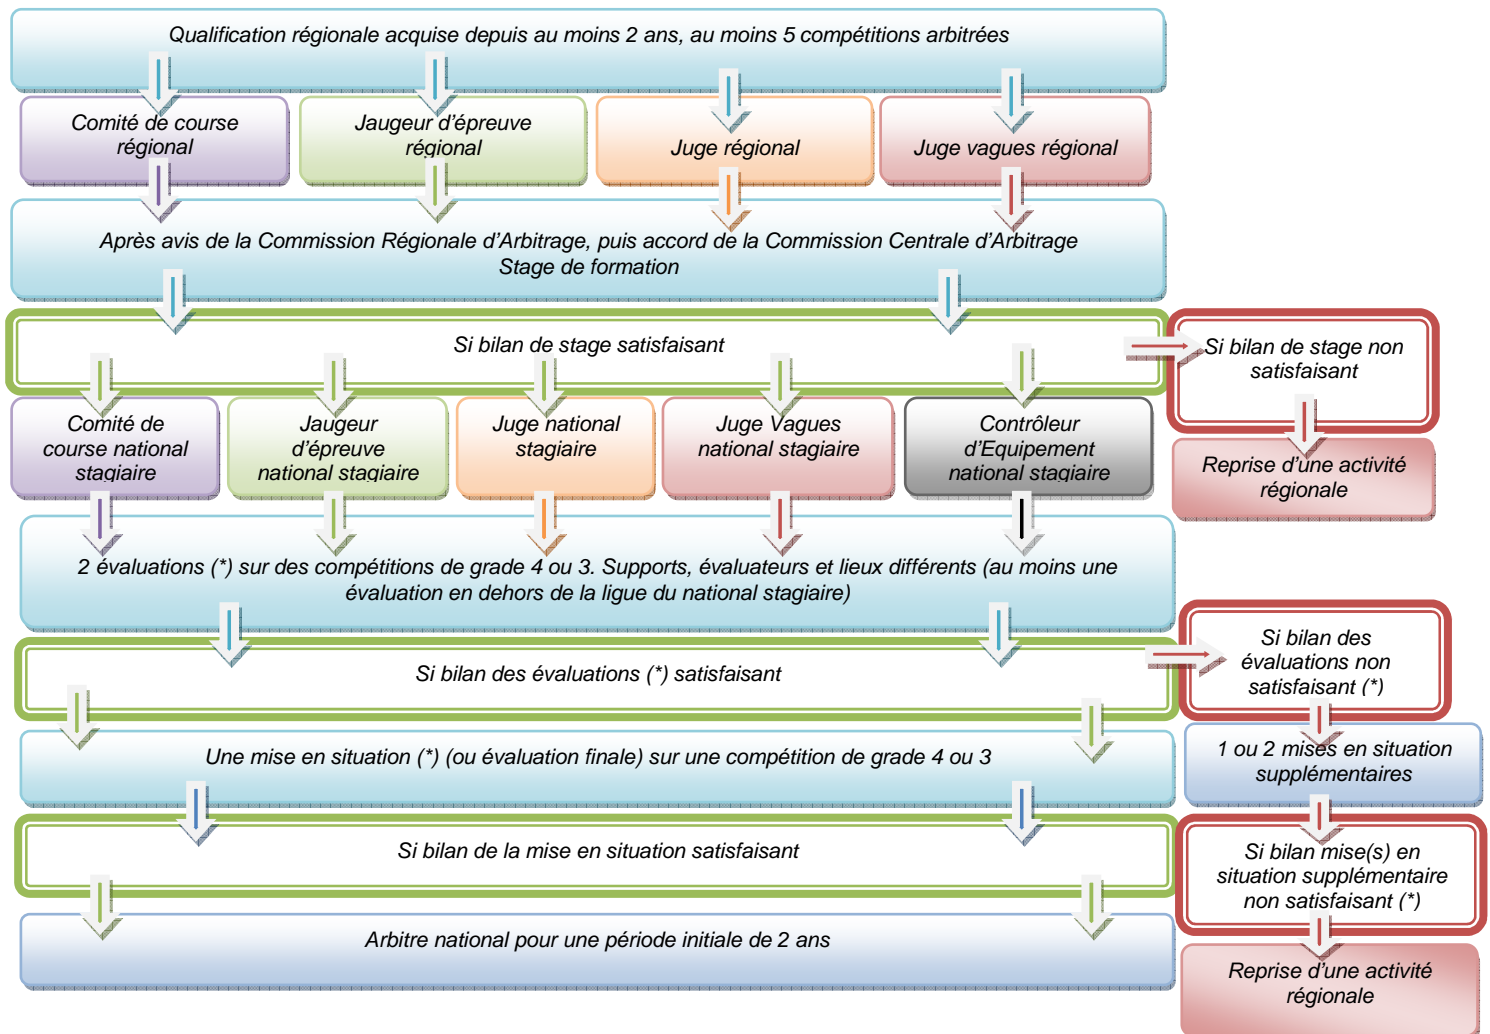 Qualification régionale acquise depuis au moins 2 ans, au moins 5 compétitions arbitrées
Comité de course
régional
Jaugeur d'épreuve
régional
Juge régional
Juge vagues régional
Après avis de la Commission Régionale d'Arbitrage, puis accord de la Commission Centrale d'Arbitrage
Stage de formation
Si bilan de stage satisfaisant
Si bilan de stage non
satisfaisant
Comité de
course national
stagiaire
Jaugeur
d'épreuve
national stagiaire
Juge national
stagiaire
Juge Vagues
national stagiaire
Contrôleur
d'Equipement
national stagiaire
Reprise d'une activité
régionale
2 évaluations (*) sur des compétitions de grade 4 ou 3. Supports, évaluateurs et lieux différents (au moins une
évaluation en dehors de la ligue du national stagiaire)
Si bilan des évaluations (*) satisfaisant
Si bilan des
évaluations non
satisfaisant (*)
Une mise en situation (*) (ou évaluation finale) sur une compétition de grade 4 ou 3
1 ou 2 mises en situation
supplémentaires
Si bilan de la mise en situation satisfaisant
Si bilan mise(s) en
situation supplémentaire
non satisfaisant (*)
Arbitre national pour une période initiale de 2 ans
Reprise d'une activité
régionale